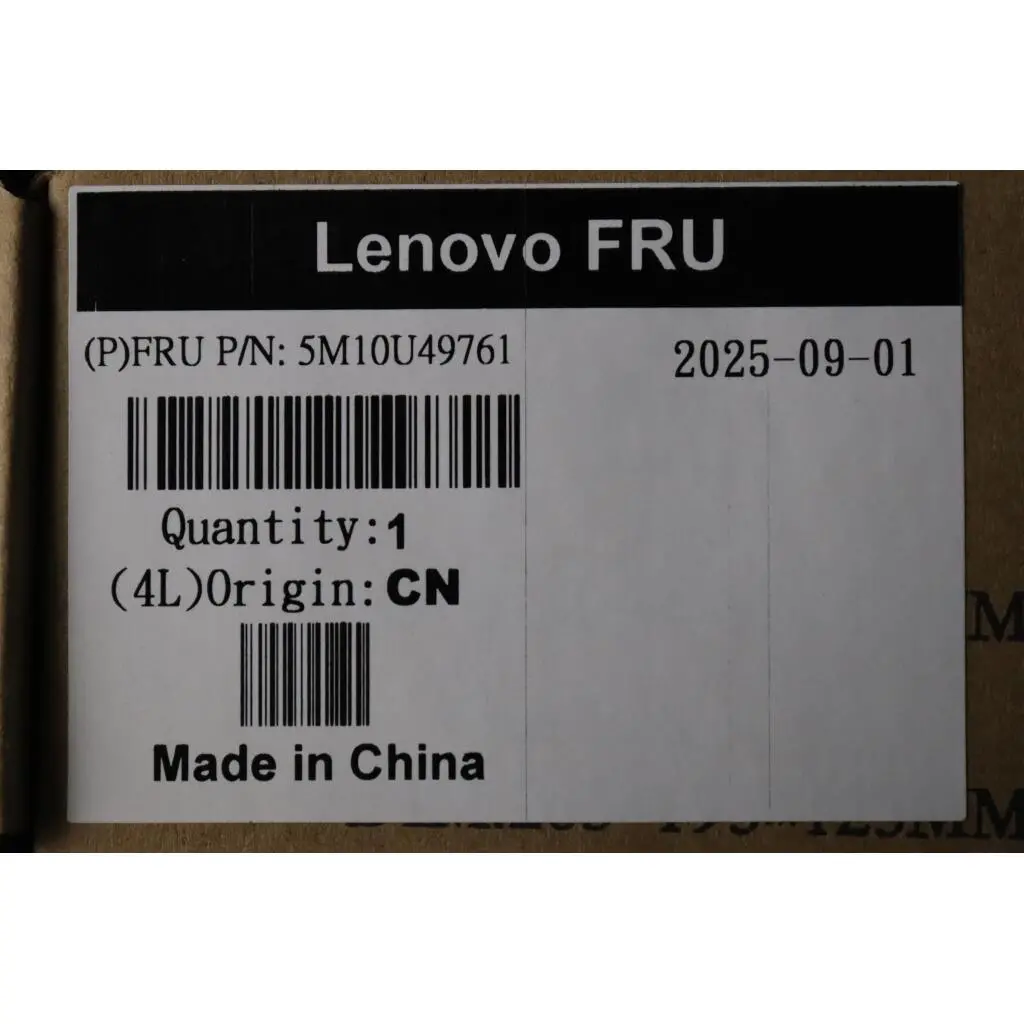 Lenovo FRU
(P)FRU P/N: 5M10U49761
2025-09-01
Quantity:1
(4L)Origin:CN
Made in China